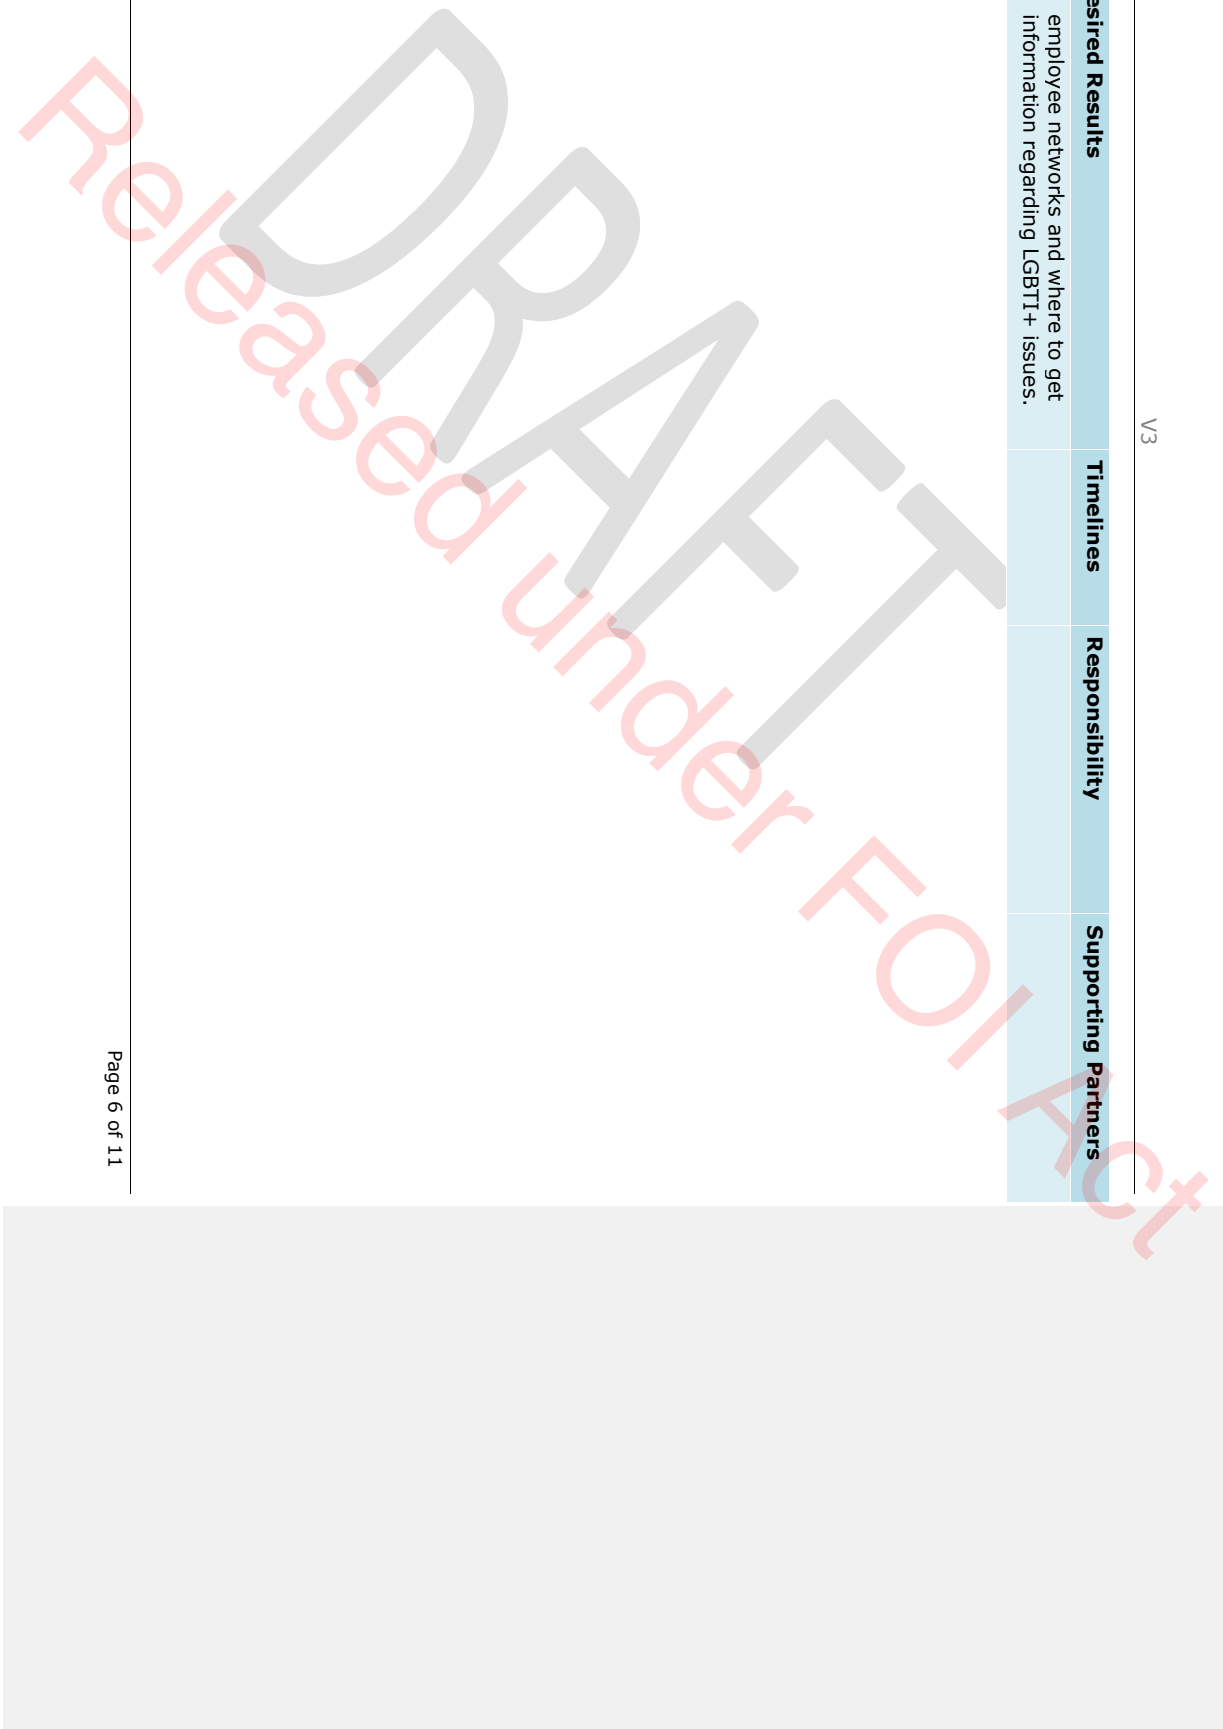 V3
esired Results
Timelines
Responsibility
Supporting Partners
employee networks and where to get
information regarding LGBTI+ issues.
DRAFT
Released under FOI Act
Page 6 of 11